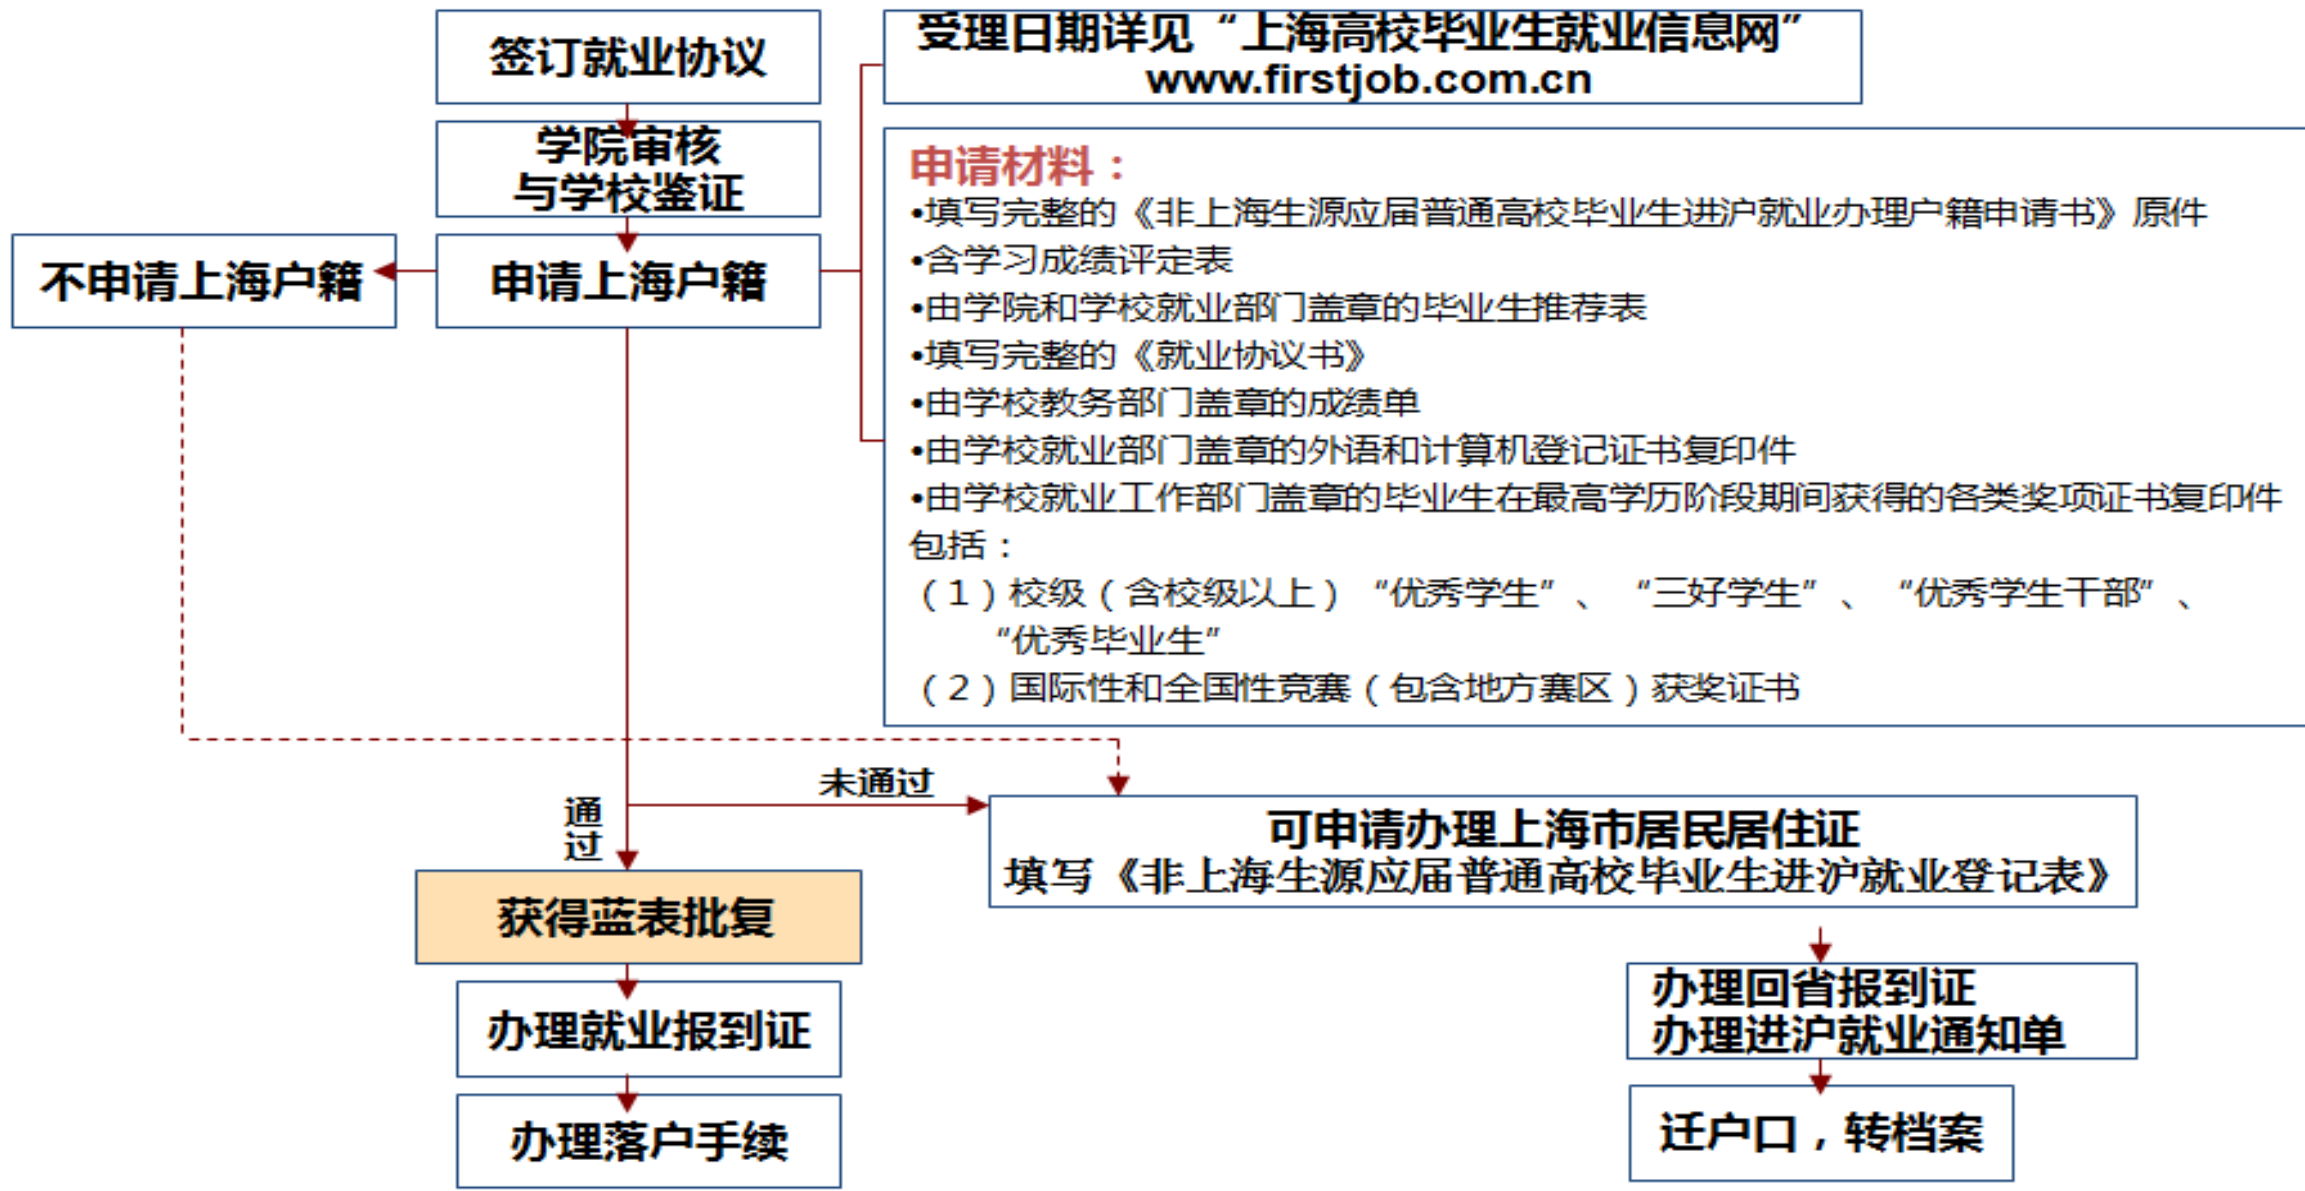 签订就业协议
学院审核
与学校鉴证
不申请上海户籍
申请上海户籍
受理日期详见“上海高校毕业生就业信息网”
www.firstjob.com.cn
申请材料：
•填写完整的《非上海生源应届普通高校毕业生进沪就业办理户籍申请书》原件
•含学习成绩评定表
•由学院和学校就业部门盖章的毕业生推荐表
•填写完整的《就业协议书》
•由学校教务部门盖章的成绩单
•由学校就业部门盖章的外语和计算机登记证书复印件
•由学校就业工作部门盖章的毕业生在最高学历阶段期间获得的各类奖项证书复印件
包括：
（1）校级（含校级以上）“优秀学生”、“三好学生”、“优秀学生干部”、
“优秀毕业生”
（2）国际性和全国性竞赛（包含地方赛区）获奖证书
未通过
通
过
可申请办理上海市居民居住证
填写《非上海生源应届普通高校毕业生进沪就业登记表》
获得蓝表批复
办理就业报到证
办理落户手续
办理回省报到证
办理进沪就业通知单
迁户口，转档案